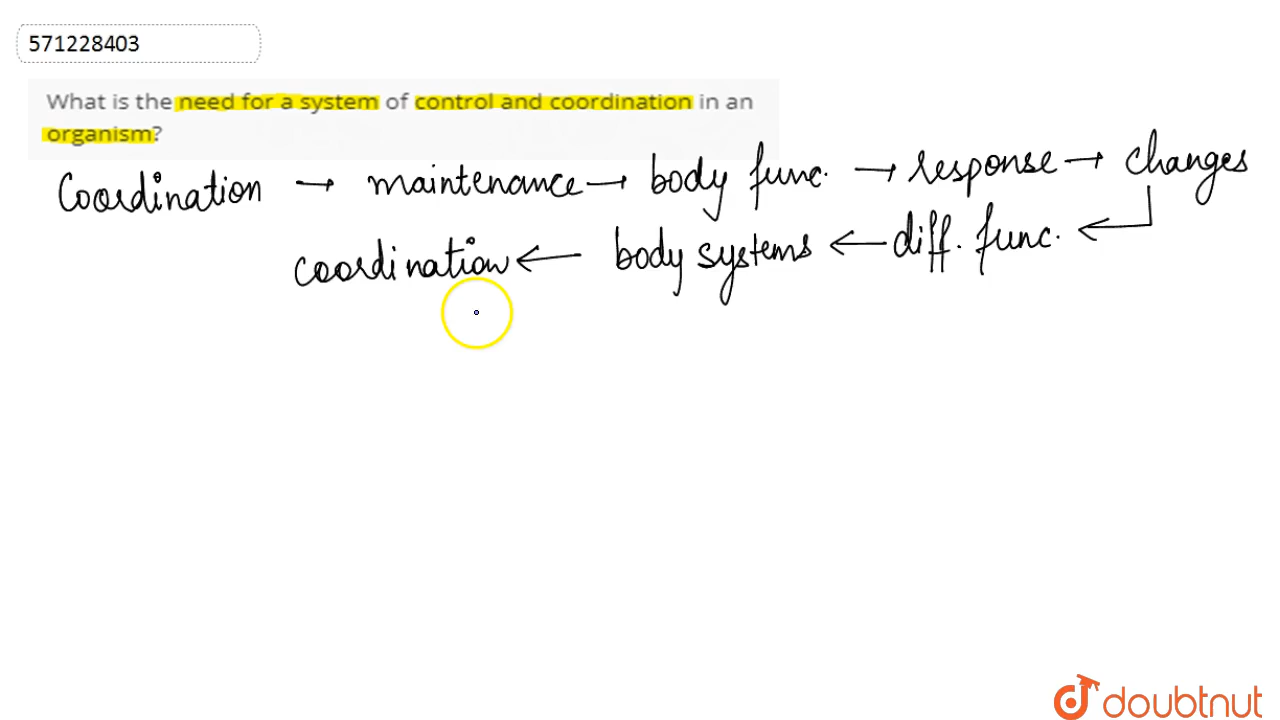 571228403
What is the need for a system of control and coordination in an
organism?
Coordination → maintenance → body func. → response → changes
coordination ← body systems ← diff. func. ←
doubtnut